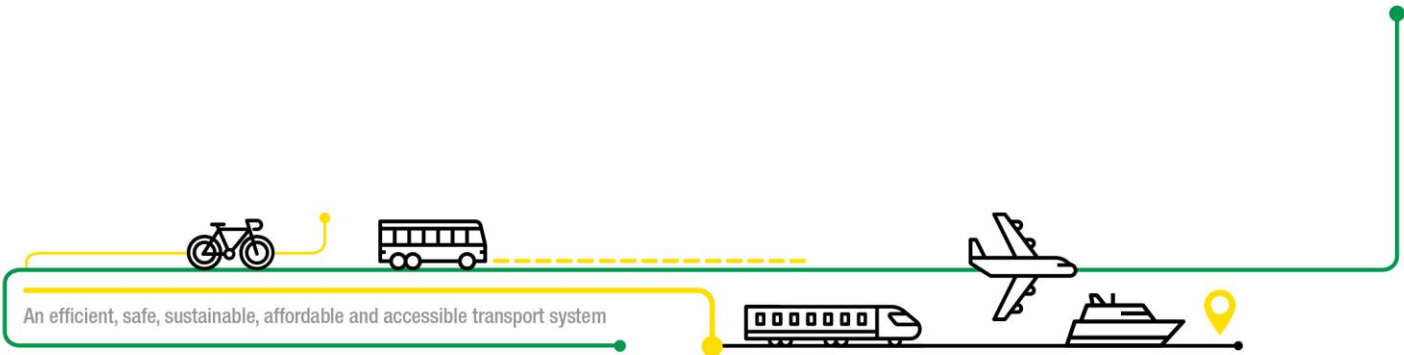 An efficient, safe, sustainable, affordable and accessible transport system